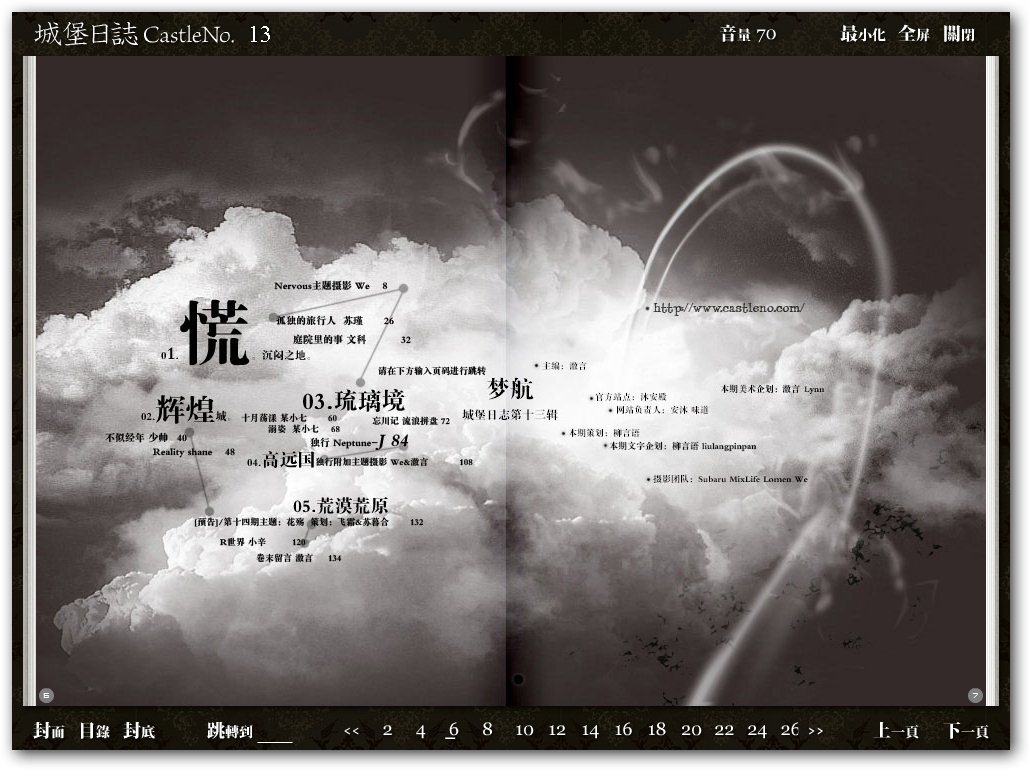 城堡日誌 CastleNo. 13
音量 70
最小化 全屏 關閉
Nervous主题摄影 We 8
孤独的旅行人 苏瑾 26
庭院里的事 文科 32
01. 慌 。沉闷之地。
请在下方输入页码进行跳转
03.琉璃境
02.辉煌城。
十月荡漾 某小七 60
忘川记 流浪拼盘 72
溺姿 某小七 68
不似经年 少帅 40
独行 Neptune-J 84
Reality shane 48
04.高远国
独行附加主题摄影 We&澈言 108
05.荒漠荒原
[预告]/第十四期主题：花殇 策划：飞霜&苏暮合 132
R世界 小辛 120
卷末留言 澈言 134
http://www.castleno.com/
主编：澈言
梦航
城堡日志第十三辑
本期美术企划：澈言 Lynn
官方站点：沐安殿
网站负责人：安沐 味道
本期策划：柳言语
本期文字企划：柳言语 liulangpinpan
摄影团队：Subaru MixLife Lomen We
6
7
封面 目錄 封底
跳轉到
<< 2 4 6 8 10 12 14 16 18 20 22 24 26 >>
上一頁 下一頁